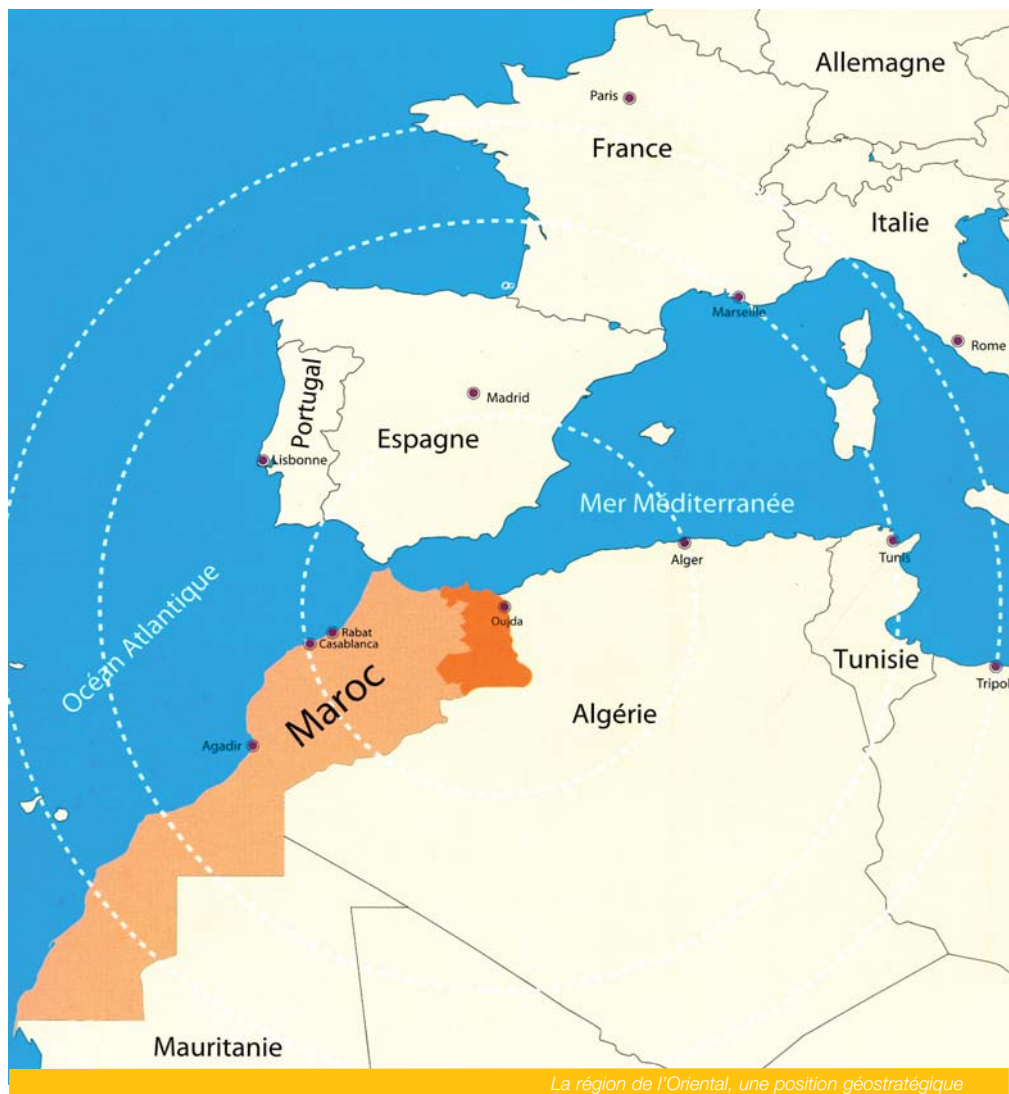 Allemagne
Paris
France
Italie
Marseille
Rome
Portugal
Madrid
Espagne
Lisbonne
Mer Méditerranée
Alger
Tunis
Océan Atlantique
Oujda
Rabat
Casablanca
Maroc
Tunisie
Tripol
Algérie
Agadir
Mauritanie
La région de l'Oriental, une position géostratégique